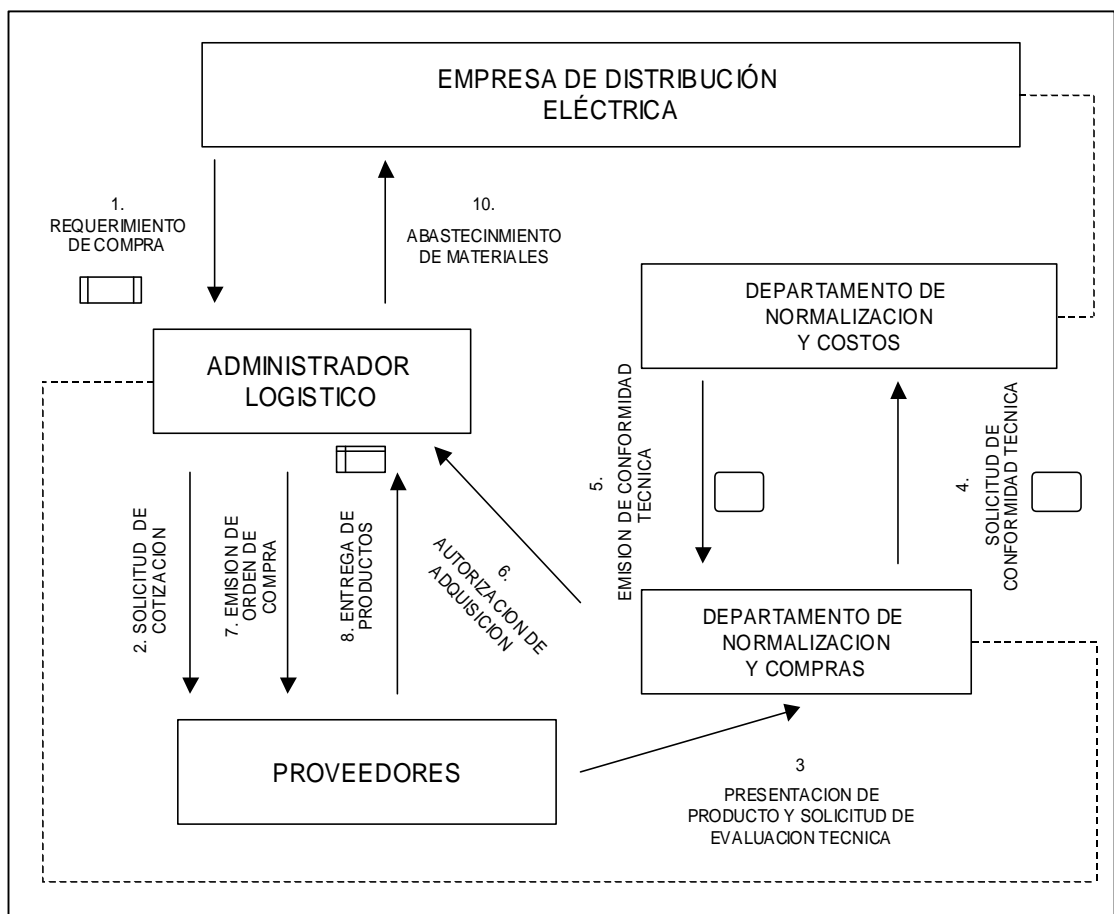 EMPRESA DE DISTRIBUCIÓN
ELÉCTRICA
1.
REQUERIMIENTO
DE COMPRA
10.
ABASTECINMIENTO
DE MATERIALES
DEPARTAMENTO DE
NORMALIZACION
Y COSTOS
ADMINISTRADOR
LOGISTICO
5.
EMISION DE CONFORMIDAD
TECNICA
4.
SOLICITUD DE
CONFORMIDAD TECNICA
2. SOLICITUD DE
COTIZACION
7. EMISION DE
ORDEN DE
COMPRA
8. ENTREGA DE
PRODUCTOS
6.
AUTORIZACION DE
ADQUISICION
DEPARTAMENTO DE
NORMALIZACION
Y COMPRAS
PROVEEDORES
3
PRESENTACION DE
PRODUCTO Y SOLICITUD DE
EVALUACION TECNICA